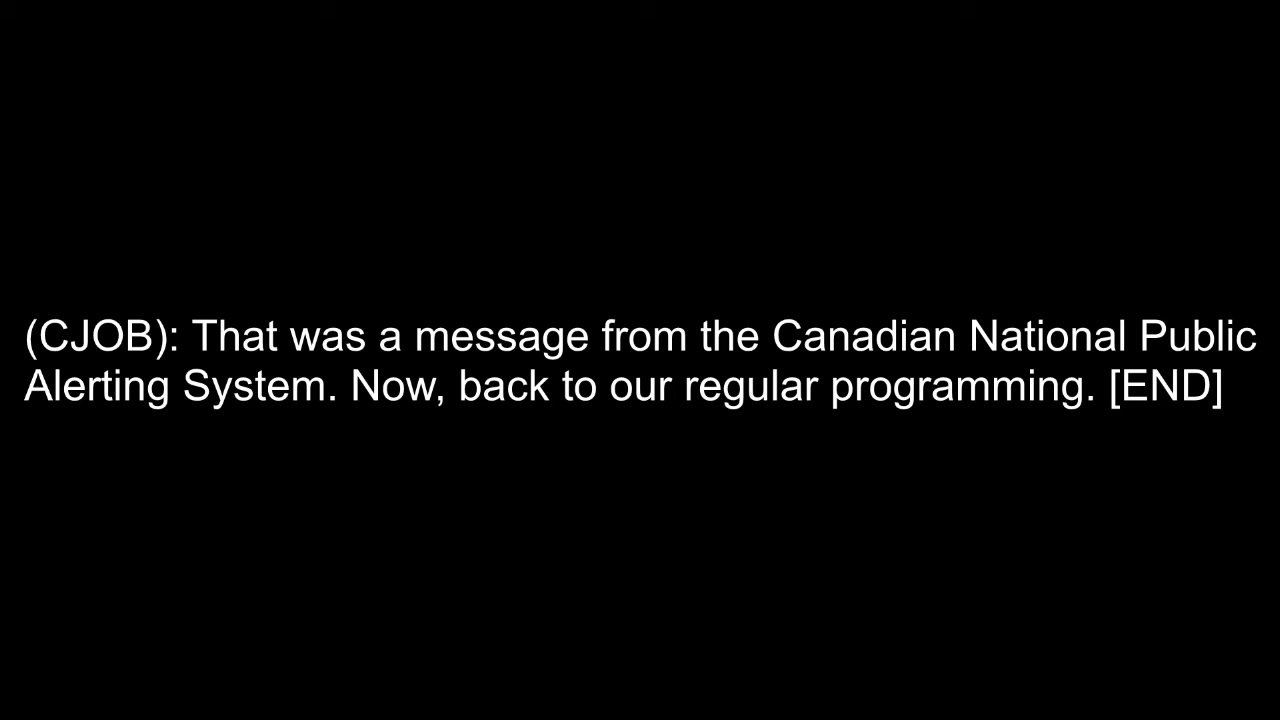 (CJOB): That was a message from the Canadian National Public
Alerting System. Now, back to our regular programming. [END]